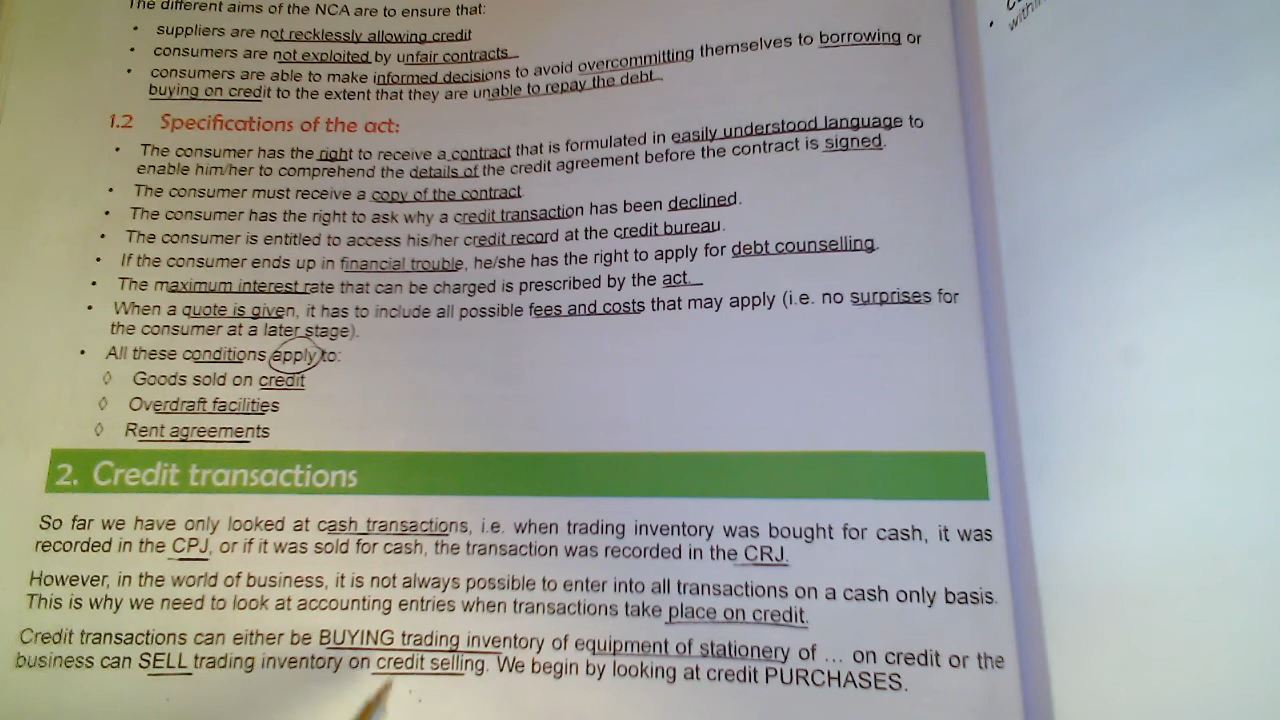 The different aims of the NCA are to ensure that:
• suppliers are not recklessly allowing credit
• consumers are not exploited by unfair contracts
• consumers are able to make informed decisions to avoid overcommitting themselves to borrowing or
buying on credit to the extent that they are unable to repay the debt.
1.2 Specifications of the act:
• The consumer has the right to receive a contract that is formulated in easily understood language to
enable him/her to comprehend the details of the credit agreement before the contract is signed.
• The consumer must receive a copy of the contract.
• The consumer has the right to ask why a credit transaction has been declined.
• The consumer is entitled to access his/her credit record at the credit bureau.
• If the consumer ends up in financial trouble, he/she has the right to apply for debt counselling.
• The maximum interest rate that can be charged is prescribed by the act.
• When a quote is given, it has to include all possible fees and costs that may apply (i.e. no surprises for
the consumer at a later stage).
• All these conditions apply to:
◊ Goods sold on credit
◊ Overdraft facilities
◊ Rent agreements
2. Credit transactions
So far we have only looked at cash transactions, i.e. when trading inventory was bought for cash, it was
recorded in the CPJ, or if it was sold for cash, the transaction was recorded in the CRJ.
However, in the world of business, it is not always possible to enter into all transactions on a cash only basis.
This is why we need to look at accounting entries when transactions take place on credit.
Credit transactions can either be BUYING trading inventory of equipment of stationery of ... on credit or the
business can SELL trading inventory on credit selling. We begin by looking at credit PURCHASES.